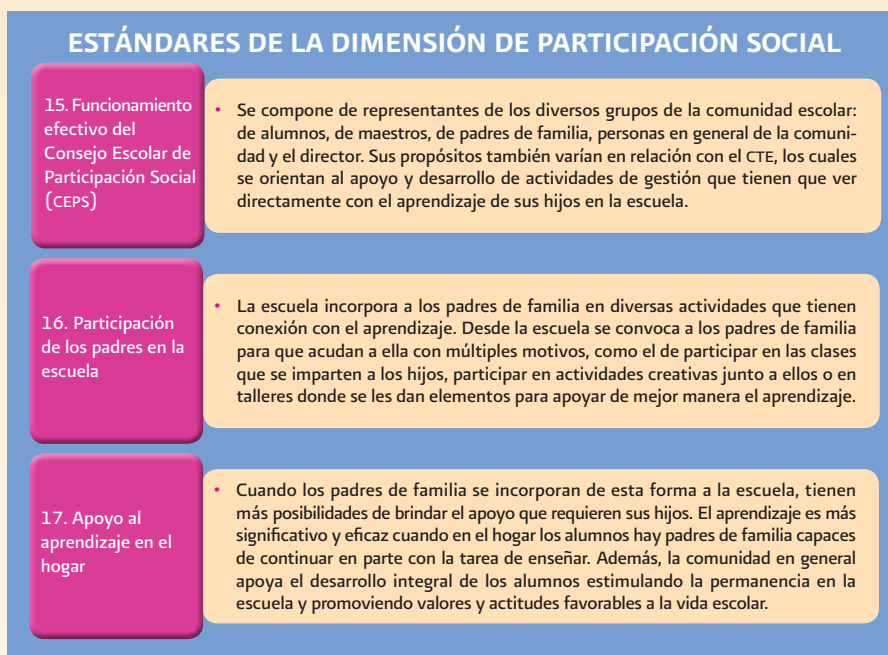 ESTÁNDARES DE LA DIMENSIÓN DE PARTICIPACIÓN SOCIAL
15. Funcionamiento
efectivo del
Consejo Escolar de
Participación Social
(CEPS)
• Se compone de representantes de los diversos grupos de la comunidad escolar:
de alumnos, de maestros, de padres de familia, personas en general de la comuni-
dad y el director. Sus propósitos también varían en relación con el CTE, los cuales
se orientan al apoyo y desarrollo de actividades de gestión que tienen que ver
directamente con el aprendizaje de sus hijos en la escuela.
16. Participación
de los padres en la
escuela
• La escuela incorpora a los padres de familia en diversas actividades que tienen
conexión con el aprendizaje. Desde la escuela se convoca a los padres de familia
para que acudan a ella con múltiples motivos, como el de participar en las clases
que se imparten a los hijos, participar en actividades creativas junto a ellos o en
talleres donde se les dan elementos para apoyar de mejor manera el aprendizaje.
17. Apoyo al
aprendizaje en el
hogar
• Cuando los padres de familia se incorporan de esta forma a la escuela, tienen
más posibilidades de brindar el apoyo que requieren sus hijos. El aprendizaje es más
significativo y eficaz cuando en el hogar los alumnos hay padres de familia capaces
de continuar en parte con la tarea de enseñar. Además, la comunidad en general
apoya el desarrollo integral de los alumnos estimulando la permanencia en la
escuela y promoviendo valores y actitudes favorables a la vida escolar.